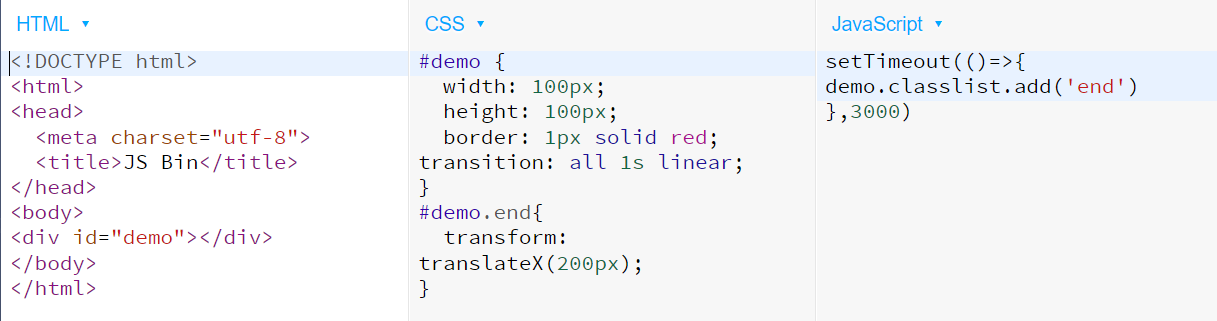 HTML ▾
<!DOCTYPE html>
<html>
<head>
  <meta charset="utf-8">
  <title>JS Bin</title>
</head>
<body>
<div id="demo"></div>
</body>
</html>
CSS ▾
#demo {
  width: 100px;
  height: 100px;
  border: 1px solid red;
transition: all 1s linear;
}
#demo.end{
  transform:
translateX(200px);
}
JavaScript ▾
setTimeout(()=>{
demo.classlist.add('end')
},3000)